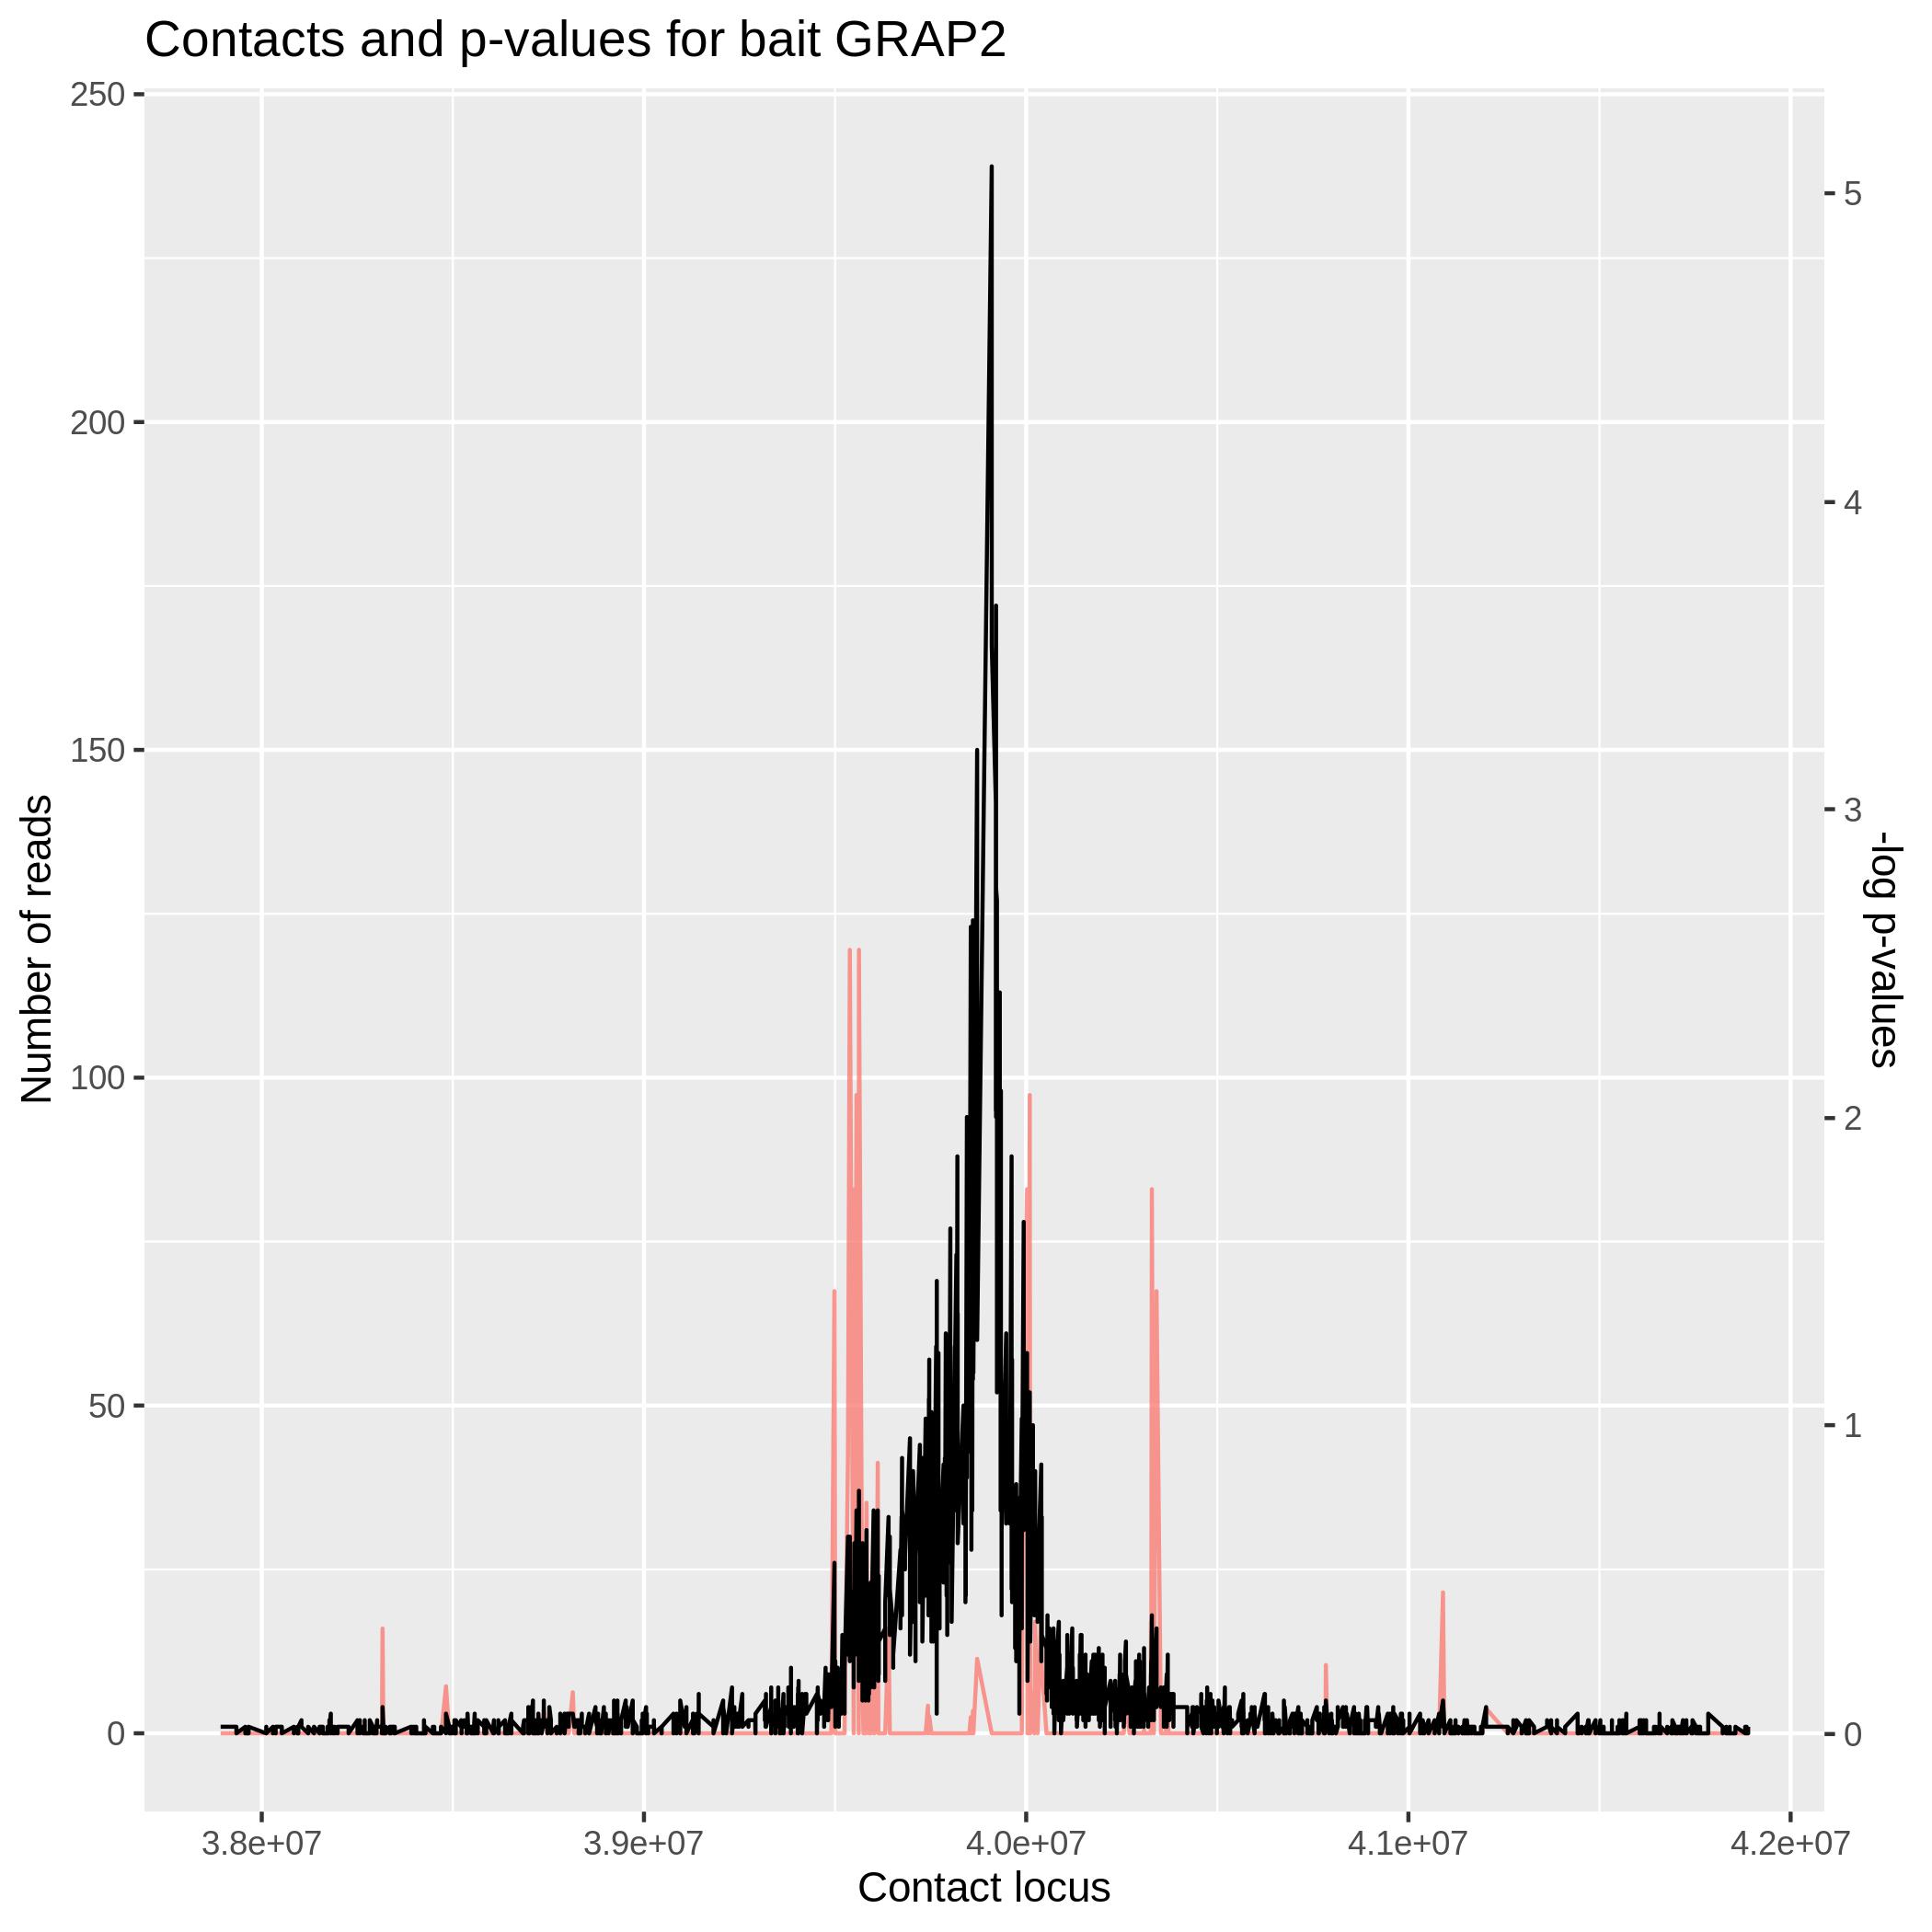 Contacts and p-values for bait GRAP2
250
200
150
100
50
0
Number of reads
5
4
3
2
1
0
-log p-values
3.8e+07
3.9e+07
4.0e+07
4.1e+07
4.2e+07
Contact locus